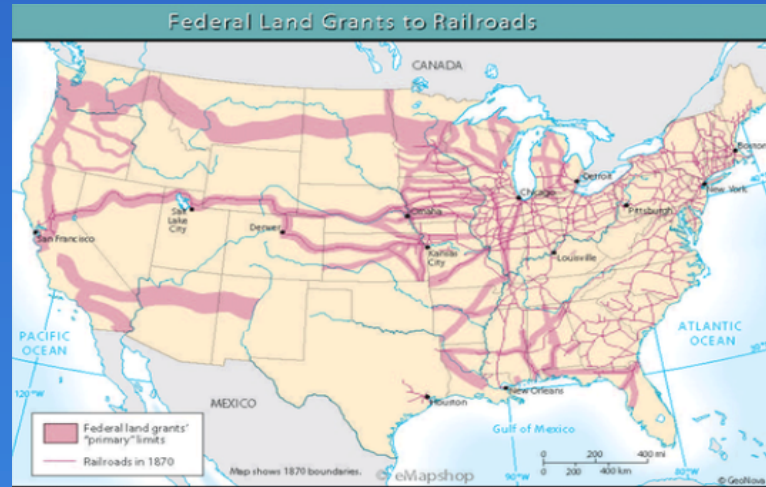 Federal Land Grants to Railroads
CANADA
Boston
Detroit
Chicago
New York
Omaha
Pittsburgh
Salt
Lake
City
Denver
San Francisco
Kansas
City
Louisville
PACIFIC
OCEAN
ATLANTIC
OCEAN
120°W
MEXICO
Houston
New Orleans
Gulf of Mexico
Federal land grants'
"primary" limits
Railroads in 1870
Map shows 1870 boundaries.
© eMapshop
90°W
80°W
0 200 400 mi
0 200 400 km
© GeoNova